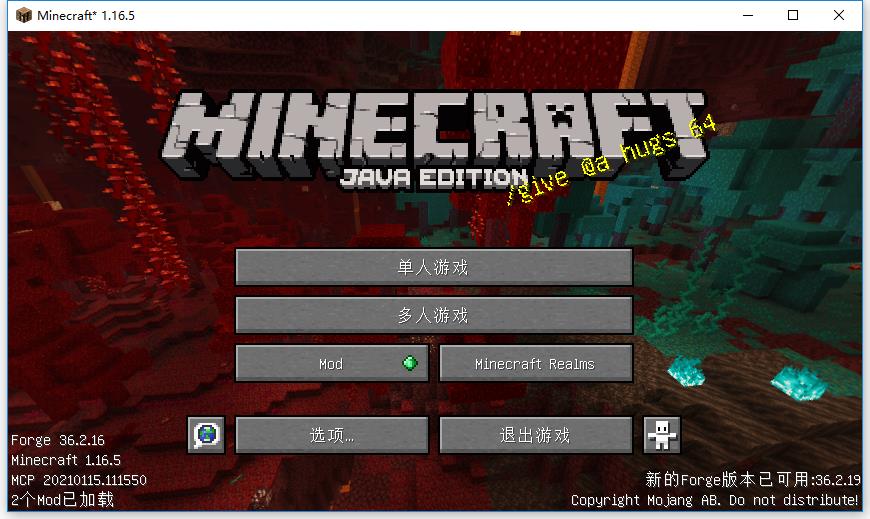 Minecraft* 1.16.5
MINECRAFT
JAVA EDITION
/give @a hugs 64
单人游戏
多人游戏
Mod
Minecraft Realms
选项…
退出游戏
Forge 36.2.16
Minecraft 1.16.5
MCP 20210115.111550
2个Mod已加载
新的Forge版本已可用:36.2.19
Copyright Mojang AB. Do not distribute!